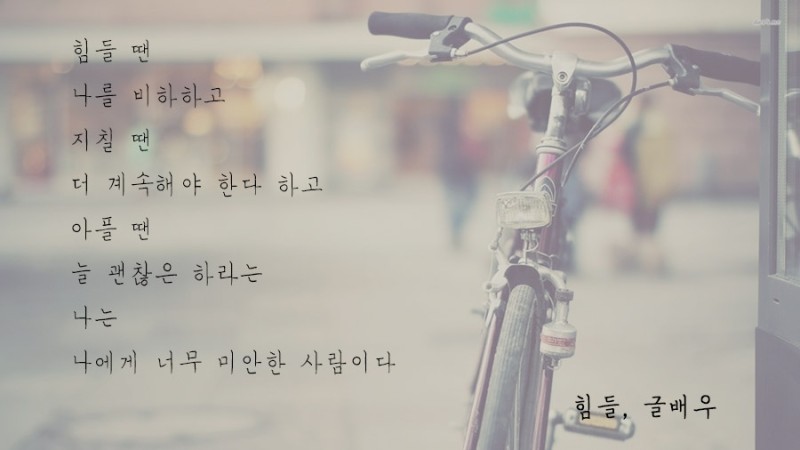 힘들 땐
나를 비하하고
지칠 땐
더 계속해야 한다 하고
아플 땐
늘 괜찮은 하라는
나는
나에게 너무 미안한 사람이다
힘들, 글배우